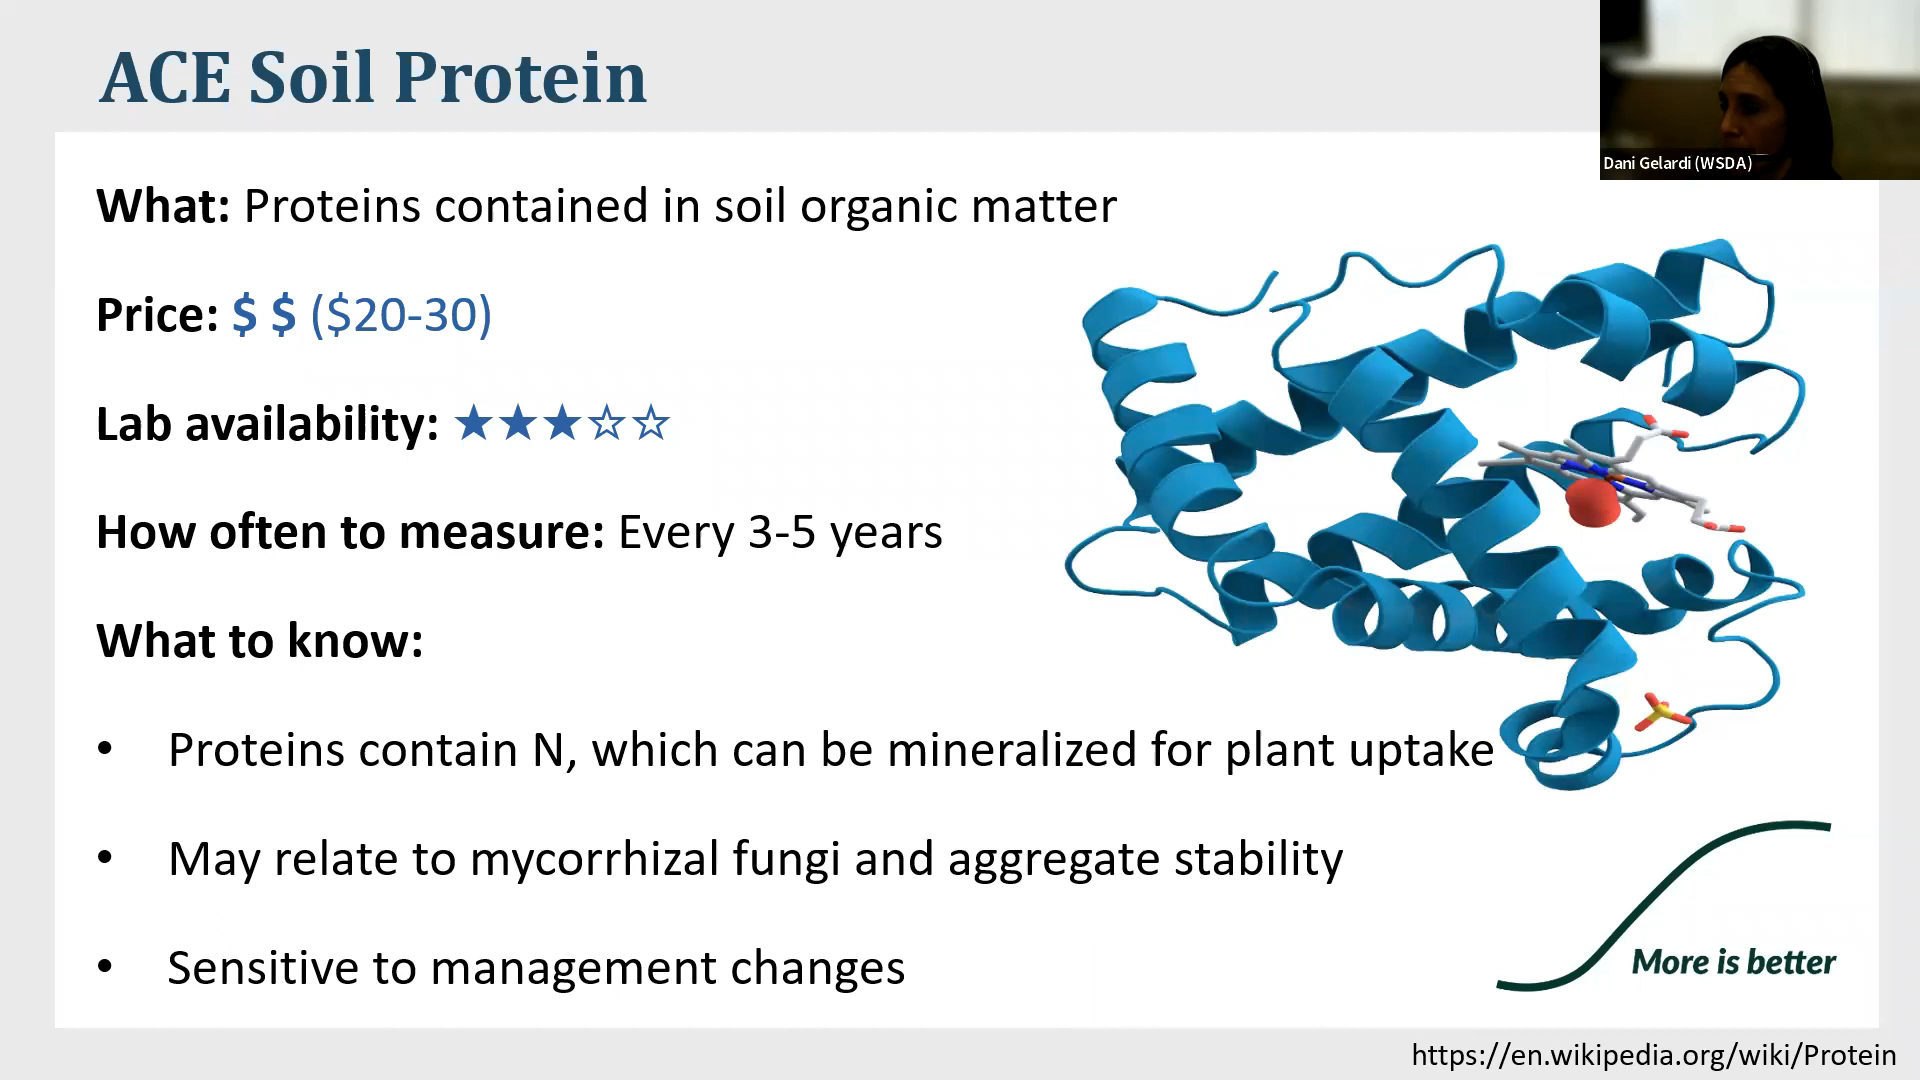 ACE Soil Protein
Dani Gelardi (WSDA)
What: Proteins contained in soil organic matter
Price: $ $ ($20-30)
Lab availability: ★★★☆☆
How often to measure: Every 3-5 years
What to know:
• Proteins contain N, which can be mineralized for plant uptake
• May relate to mycorrhizal fungi and aggregate stability
• Sensitive to management changes
More is better
https://en.wikipedia.org/wiki/Protein